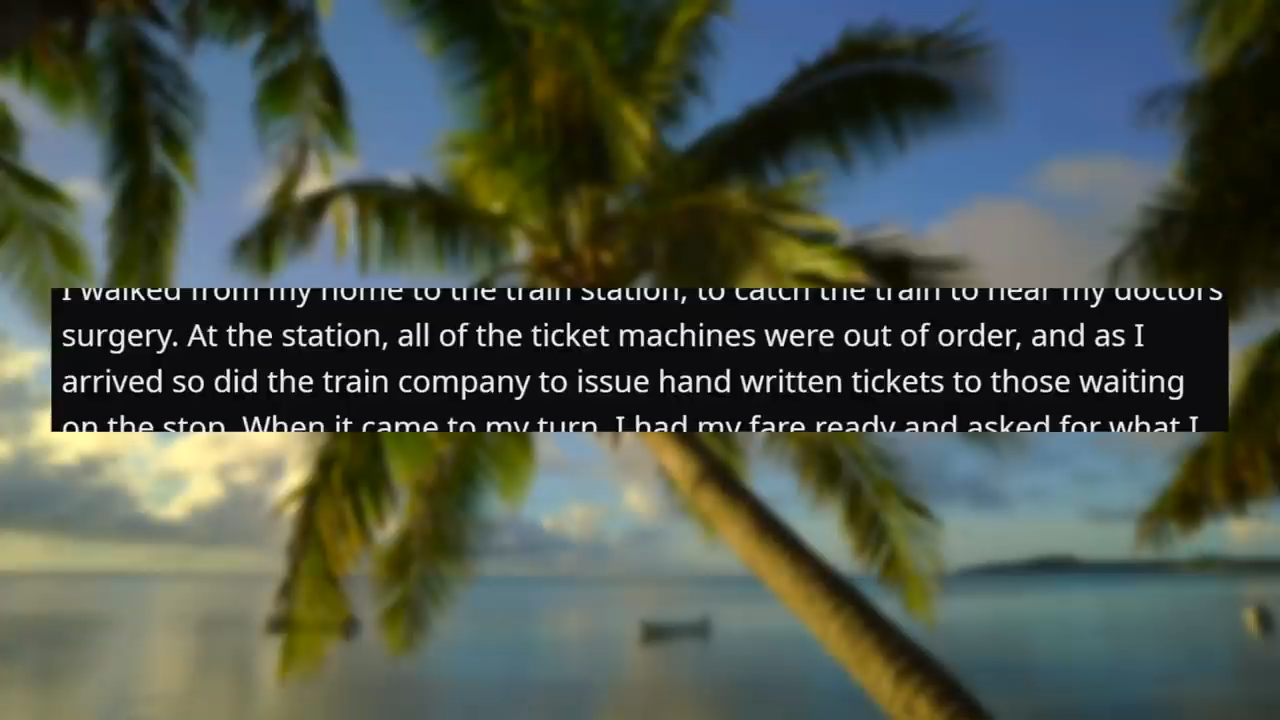 I walked from my home to the train station, to catch the train to near my doctors
surgery. At the station, all of the ticket machines were out of order, and as I
arrived so did the train company to issue hand written tickets to those waiting
on the stop. When it came to my turn, I had my fare ready and asked for what I